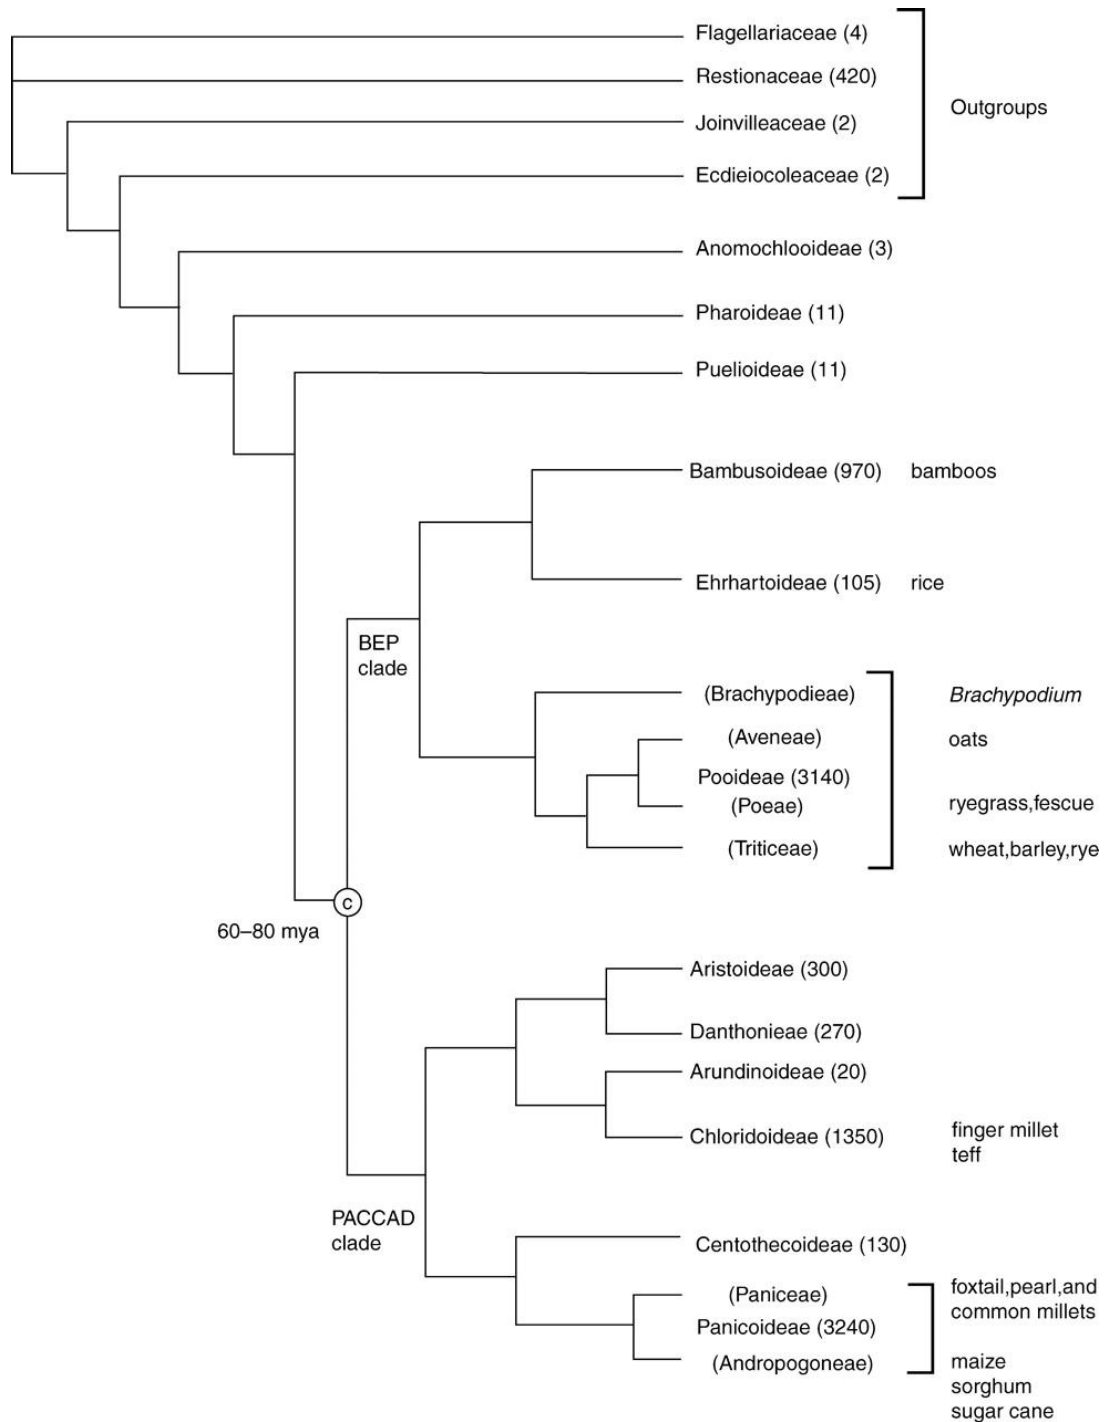 Flagellariaceae (4)
Restionaceae (420)
Outgroups
Joinvilleaceae (2)
Ecdieiocoleaceae (2)
Anomochlooideae (3)
Pharoideae (11)
Puelioideae (11)
Bambusoideae (970) bamboos
Ehrhartoideae (105) rice
BEP
clade
(Brachypodieae) Brachypodium
(Aveneae) oats
Pooideae (3140)
(Poeae) ryegrass,fescue
(Triticeae) wheat,barley,rye
c
60–80 mya
Aristoideae (300)
Danthonieae (270)
Arundinoideae (20)
Chloridoideae (1350) finger millet
teff
PACCAD
clade
Centothecoideae (130)
(Paniceae) foxtail,pearl,and
common millets
Panicoideae (3240)
(Andropogoneae) maize
sorghum
sugar cane